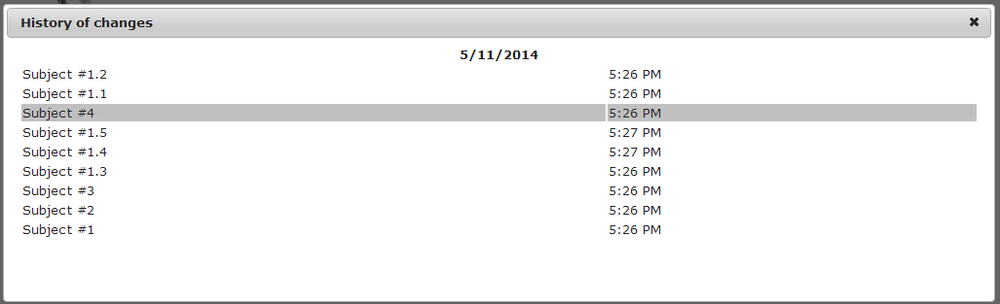 History of changes
5/11/2014
Subject #1.2 5:26 PM
Subject #1.1 5:26 PM
Subject #4 5:26 PM
Subject #1.5 5:27 PM
Subject #1.4 5:27 PM
Subject #1.3 5:26 PM
Subject #3 5:26 PM
Subject #2 5:26 PM
Subject #1 5:26 PM